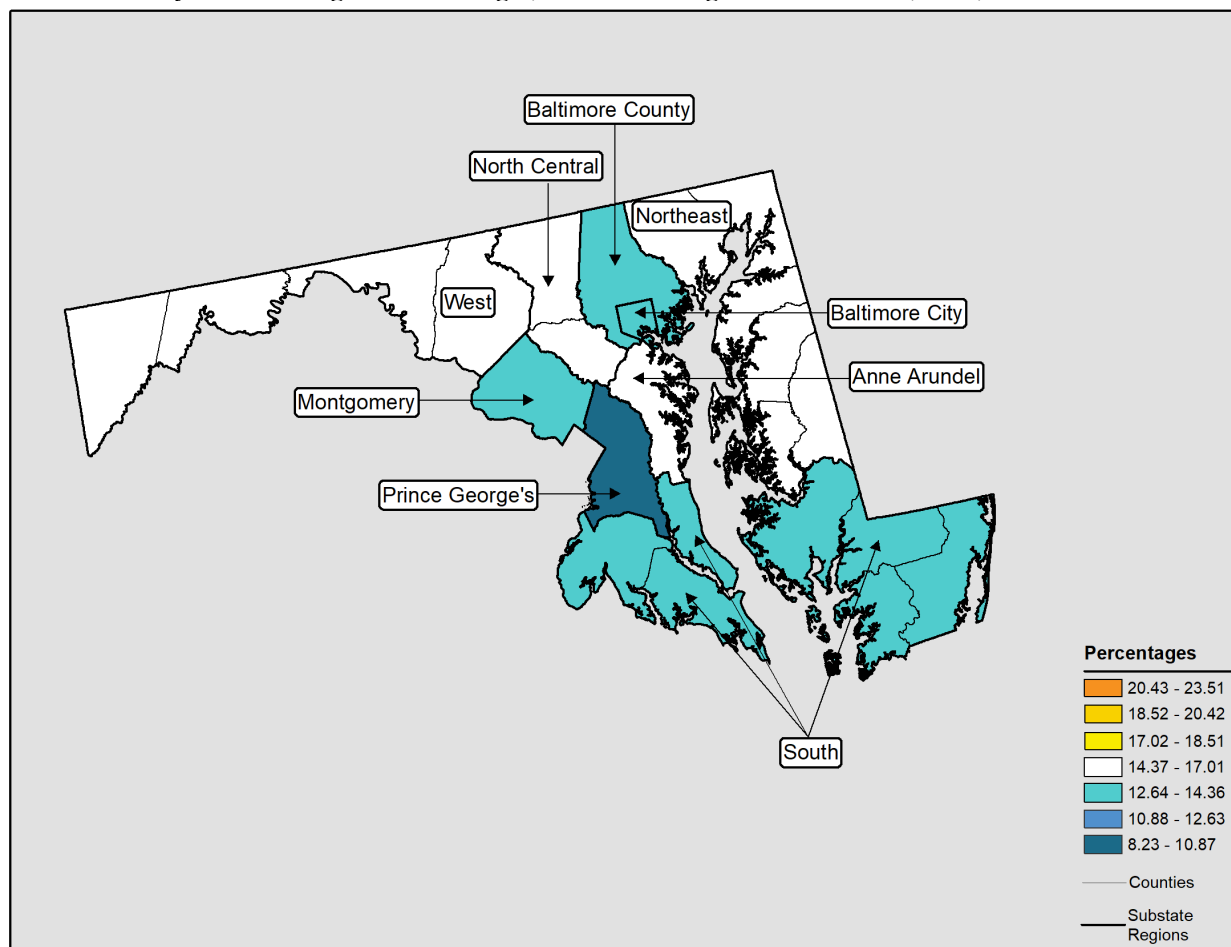 Baltimore County
North Central
Northeast
West
Baltimore City
Anne Arundel
Montgomery
Prince George's
South
Percentages
20.43 - 23.51
18.52 - 20.42
17.02 - 18.51
14.37 - 17.01
12.64 - 14.36
10.88 - 12.63
8.23 - 10.87
Counties
Substate
Regions